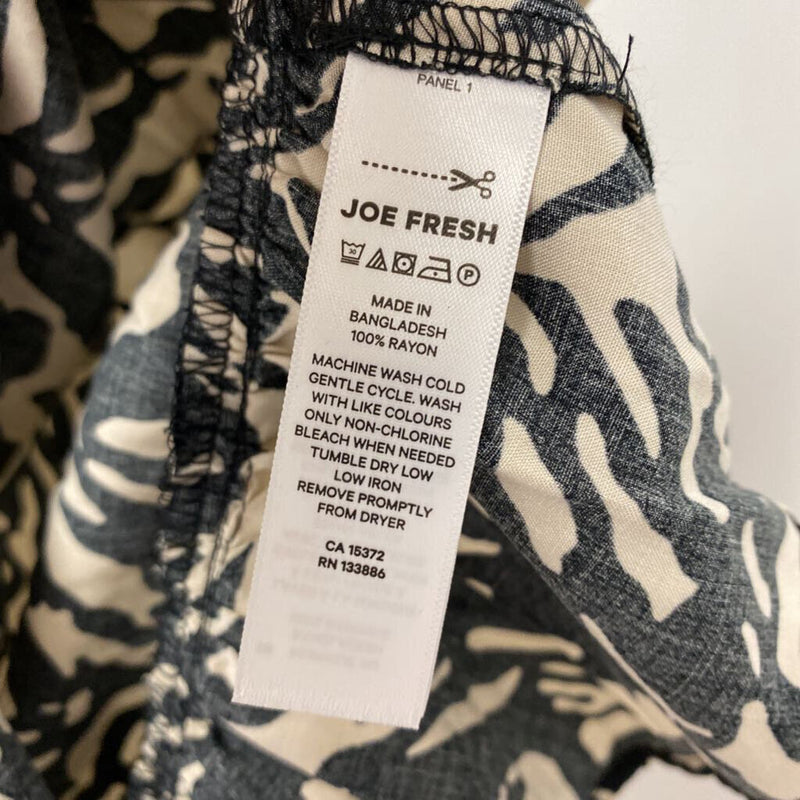 PANEL 1
JOE FRESH
30
P
MADE IN
BANGLADESH
100% RAYON
MACHINE WASH COLD
GENTLE CYCLE. WASH
WITH LIKE COLOURS
ONLY NON-CHLORINE
BLEACH WHEN NEEDED
TUMBLE DRY LOW
LOW IRON
REMOVE PROMPTLY
FROM DRYER
CA 15372
RN 133886